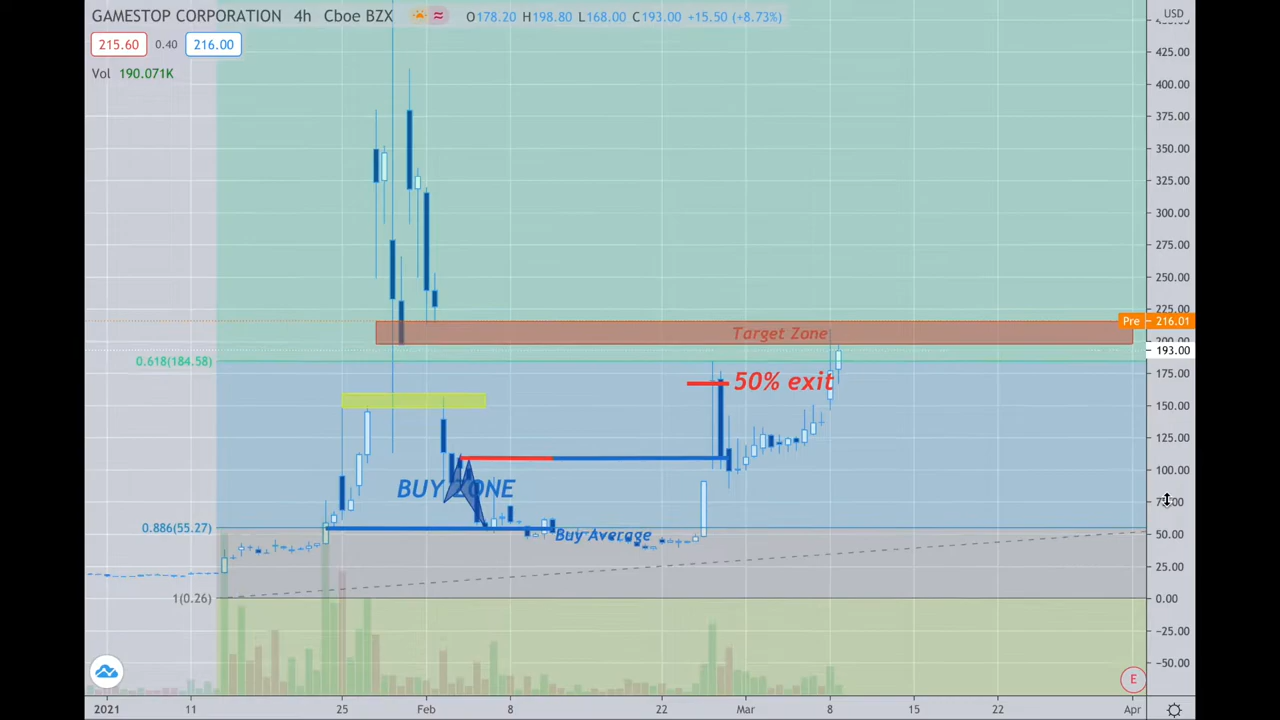 GAMESTOP CORPORATION 4h Cboe BZX O178.20 H198.80 L168.00 C193.00 +15.50 (+8.73%)
USD
215.60 0.40 216.00
Vol 190.071K
425.00
400.00
375.00
350.00
325.00
300.00
275.00
250.00
225.00
Pre 216.01
Target Zone
200.00
193.00
0.618(184.58)
175.00
50% exit
150.00
125.00
100.00
BUY ZONE
75.00
0.886(55.27)
Buy Average
50.00
25.00
1(0.26)
0.00
−25.00
−50.00
E
2021 11 25 Feb 8 22 Mar 8 15 22 Apr